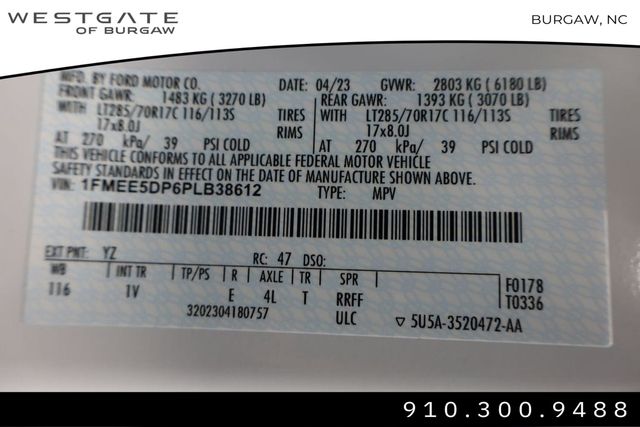 WESTGATE
OF BURGAW
BURGAW, NC
MFD. BY FORD MOTOR CO.
DATE: 04/23 GVWR: 2803 KG (6180 LB)
FRONT GAWR: 1483 KG (3270 LB) REAR GAWR: 1393 KG (3070 LB)
WITH LT285/70R17C 116/113S TIRES WITH LT285/70R17C 116/113S TIRES
17x8.0J RIMS 17x8.0J RIMS
AT 270 kPa/ 39 PSI COLD AT 270 kPa/ 39 PSI COLD
THIS VEHICLE CONFORMS TO ALL APPLICABLE FEDERAL MOTOR VEHICLE
SAFETY STANDARDS IN EFFECT ON THE DATE OF MANUFACTURE SHOWN ABOVE.
VIN: 1FMEE5DP6PLB38612 TYPE: MPV
EXT PNT: YZ RC: 47 DSO:
WB INT TR TP/PS R AXLE TR SPR F0178
116 1V E 4L T RRFF T0336
3202304180757 ULC 5U5A-3520472-AA
910.300.9488